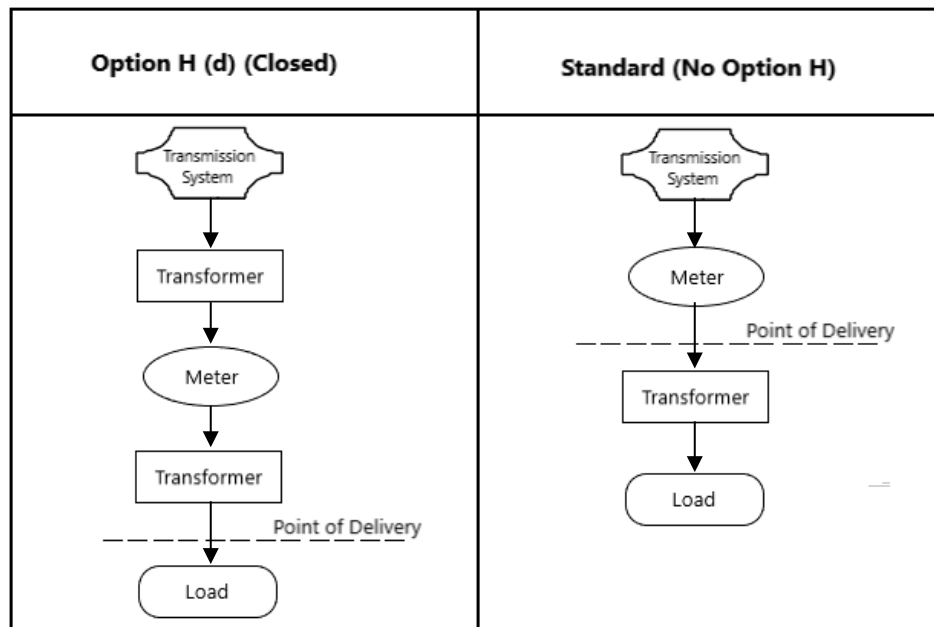 Option H (d) (Closed)
Transmission
System
Transformer
Meter
Transformer
Point of Delivery
Load
Standard (No Option H)
Transmission
System
Meter
Point of Delivery
Transformer
Load